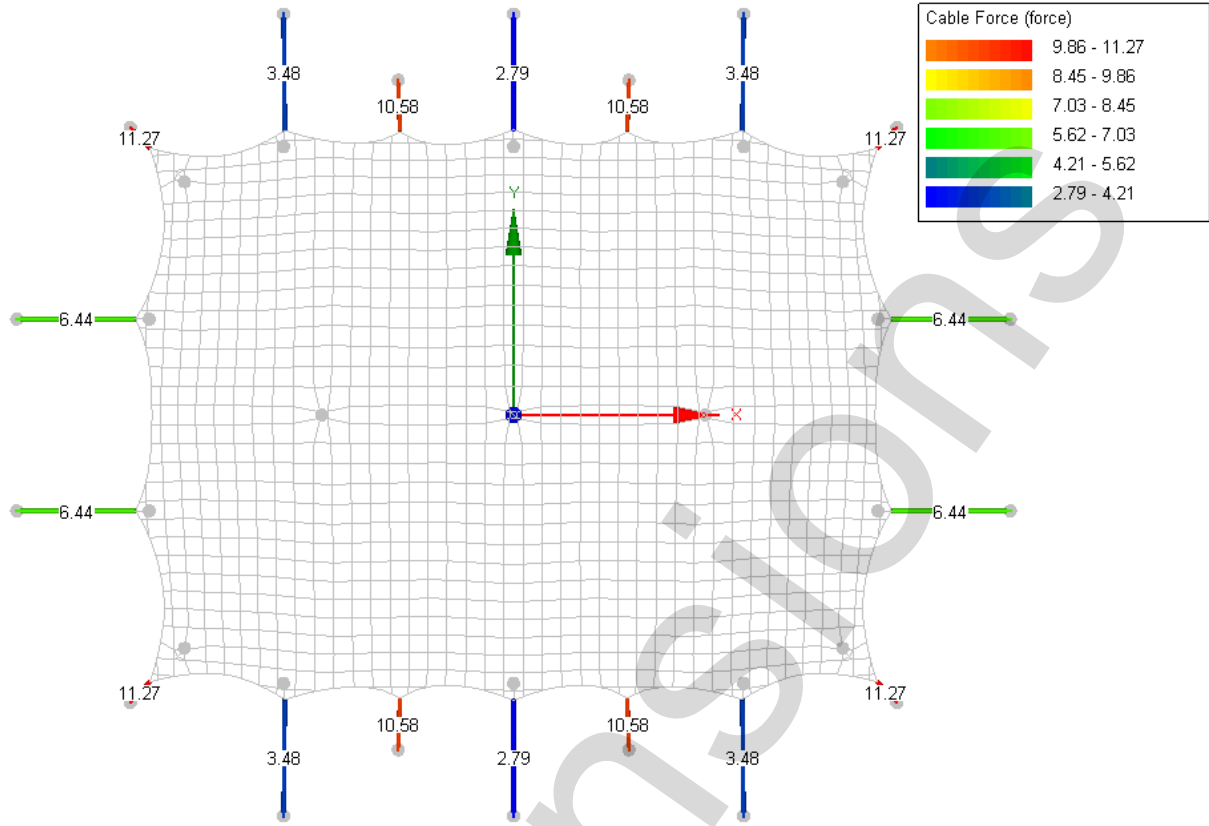 Cable Force (force)
9.86 - 11.27
8.45 - 9.86
7.03 - 8.45
5.62 - 7.03
4.21 - 5.62
2.79 - 4.21
3.48
2.79
3.48
10.58
10.58
11.27
11.27
Y
6.44
6.44
X
6.44
6.44
11.27
11.27
10.58
10.58
3.48
2.79
3.48
nsions